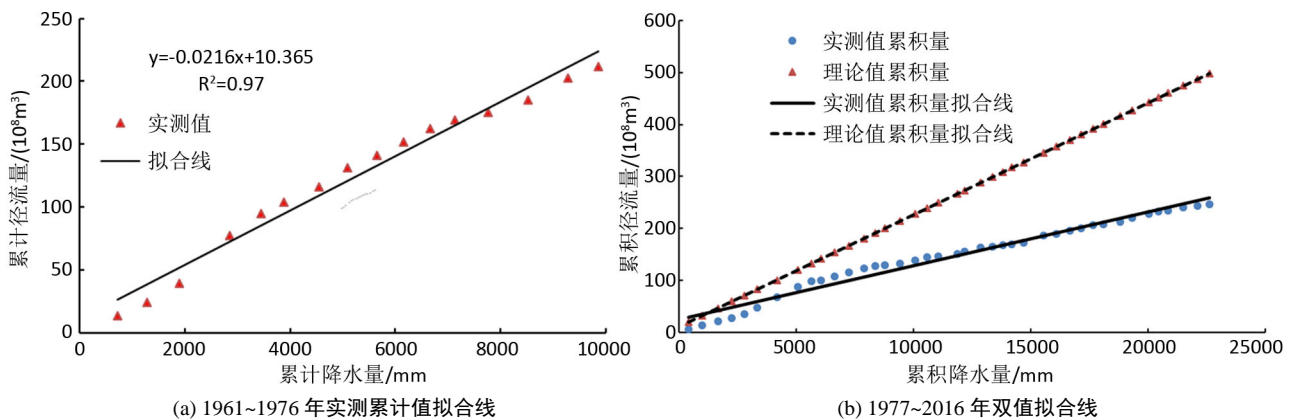 250
200
150
100
50
0
累计径流量/(10⁸m³)
y=-0.0216x+10.365
R²=0.97
实测值
拟合线
0 2000 4000 6000 8000 10000
累计降水量/mm
(a) 1961~1976 年实测累计值拟合线
600
500
400
300
200
100
0
累积径流量/(10⁸m³)
实测值累积量
理论值累积量
实测值累积量拟合线
理论值累积量拟合线
0 5000 10000 15000 20000 25000
累积降水量/mm
(b) 1977~2016 年双值拟合线